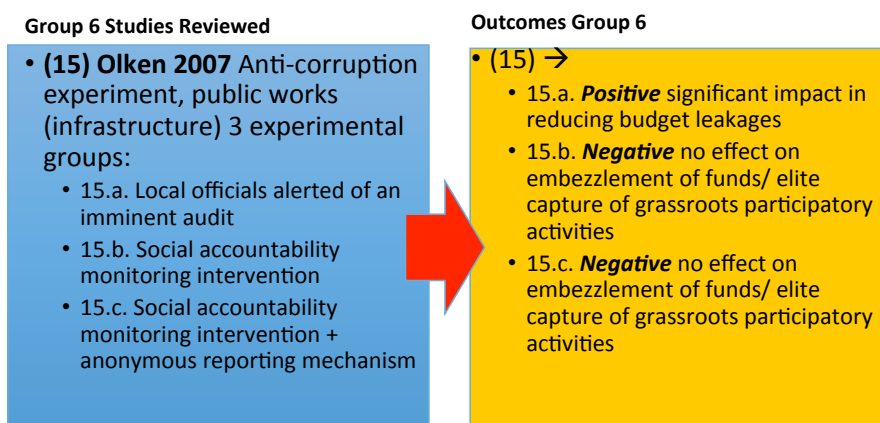 Group 6 Studies Reviewed
• (15) Olken 2007 Anti-corruption
experiment, public works
(infrastructure) 3 experimental
groups:
• 15.a. Local officials alerted of an
imminent audit
• 15.b. Social accountability
monitoring intervention
• 15.c. Social accountability
monitoring intervention +
anonymous reporting mechanism
Outcomes Group 6
• (15) →
• 15.a. Positive significant impact in
reducing budget leakages
• 15.b. Negative no effect on
embezzlement of funds/ elite
capture of grassroots participatory
activities
• 15.c. Negative no effect on
embezzlement of funds/ elite
capture of grassroots participatory
activities